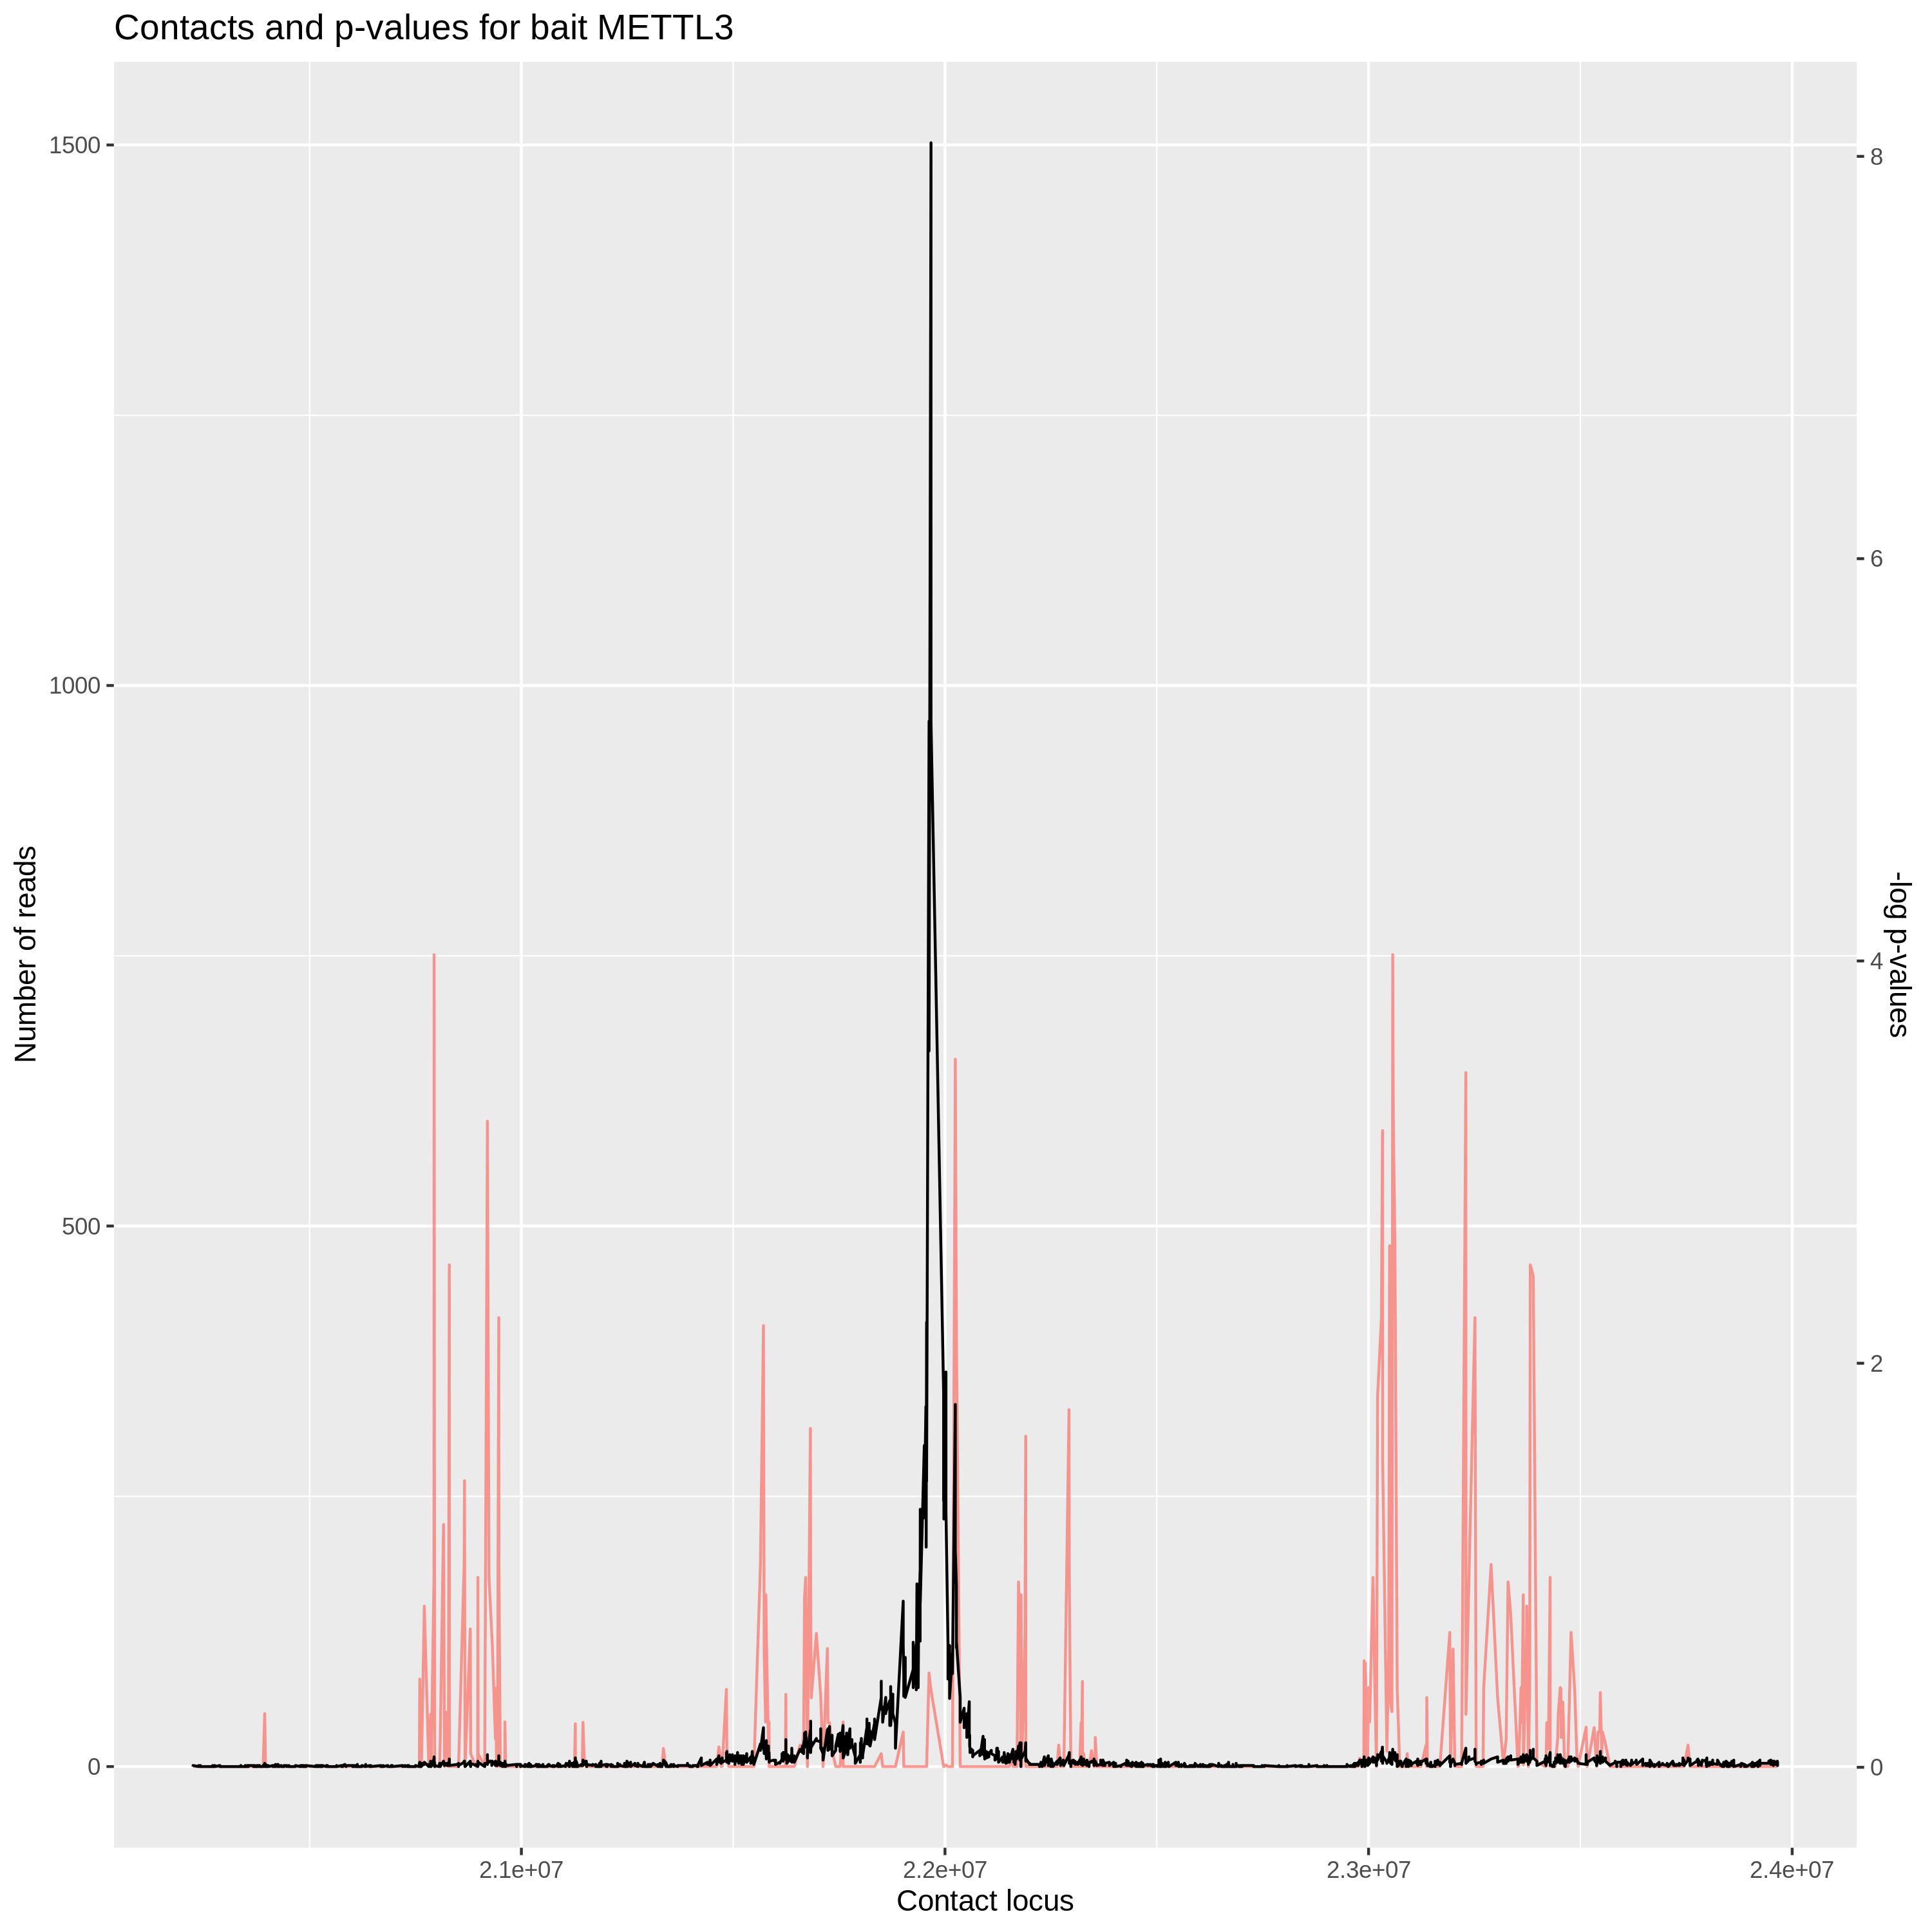 Contacts and p-values for bait METTL3
1500
1000
500
0
Number of reads
8
6
4
2
0
-log p-values
2.1e+07
2.2e+07
2.3e+07
2.4e+07
Contact locus